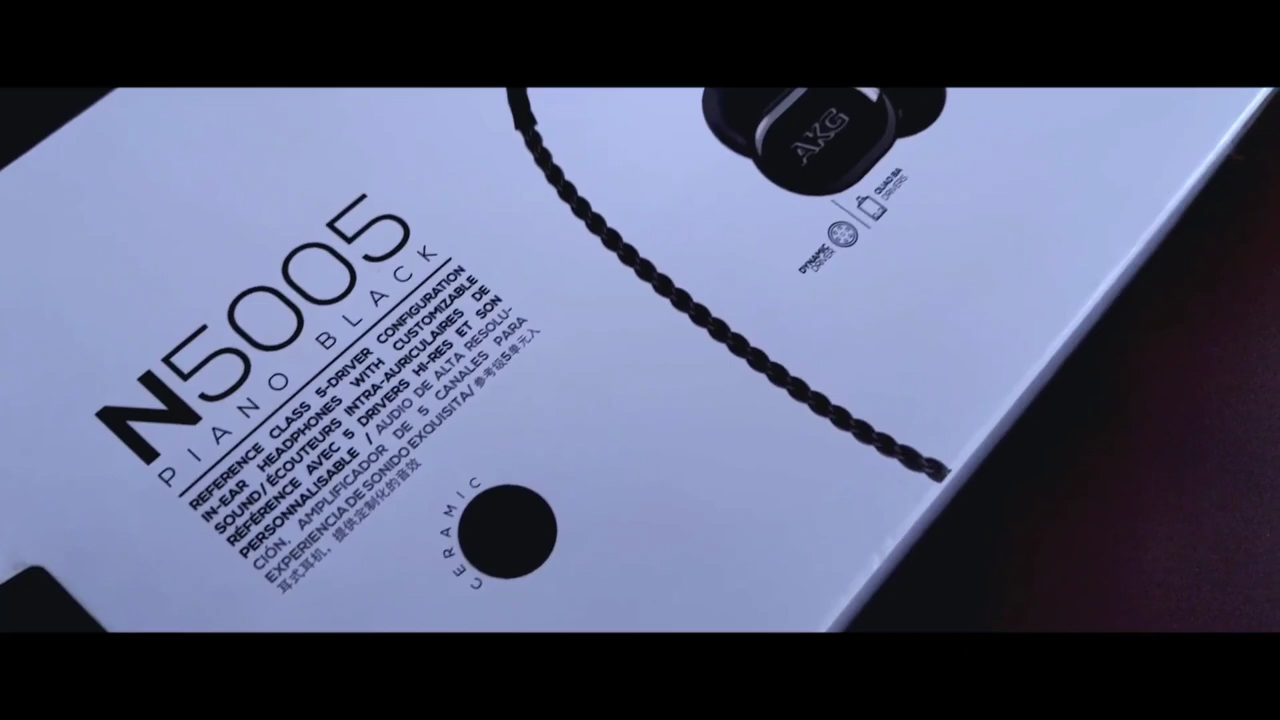 N5005
PIANO BLACK
REFERENCE CLASS 5-DRIVER CONFIGURATION
IN-EAR HEADPHONES WITH CUSTOMIZABLE
SOUND/ ÉCOUTEURS INTRA-AURICULAIRES DE
RÉFÉRENCE AVEC 5 DRIVERS HI-RES ET SON
PERSONNALISABLE / AUDIO DE ALTA RESOLU-
CIÓN, AMPLIFICADOR DE 5 CANALES PARA
EXPERIENCIA DE SONIDO EXQUISITA/ 参考级5单元入
耳式耳机，提供定制化的音效
CERAMIC
AKG
DYNAMIC
DRIVER
QUAD BA
DRIVERS